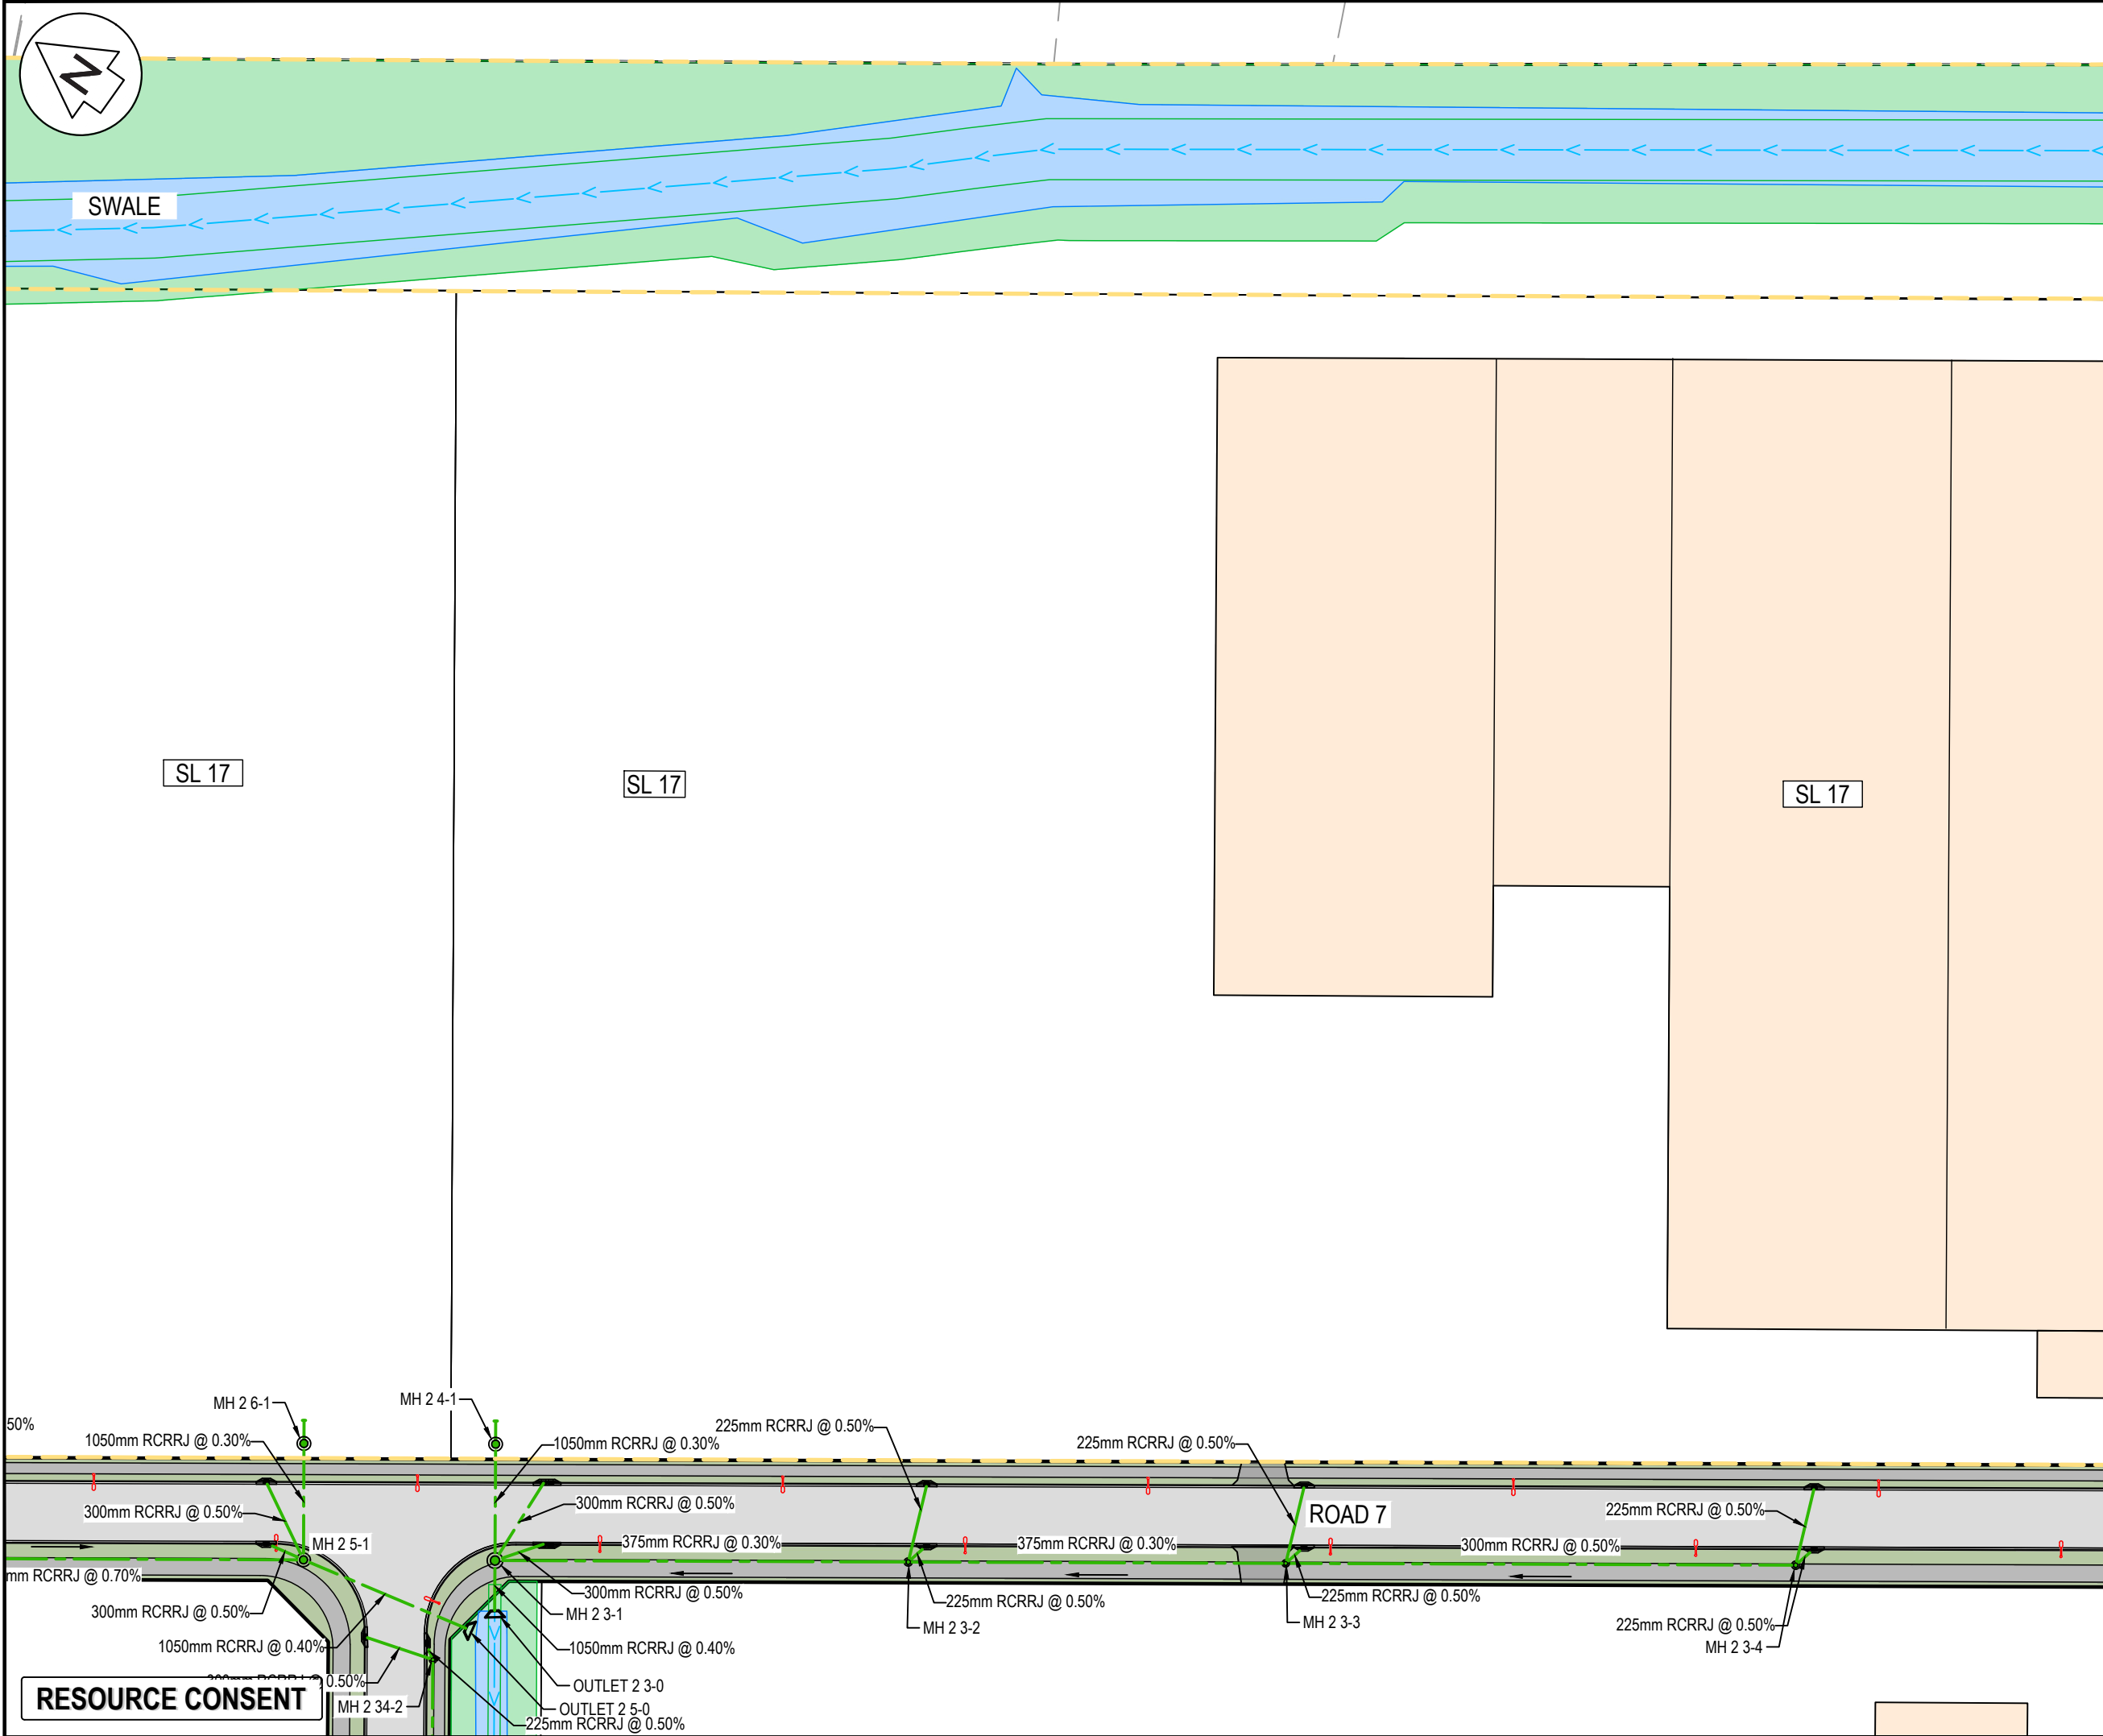 N
SWALE
SL 17
SL 17
SL 17
MH 2 6-1
MH 2 4-1
50%
1050mm RCRRJ @ 0.30%
1050mm RCRRJ @ 0.30%
225mm RCRRJ @ 0.50%
225mm RCRRJ @ 0.50%
300mm RCRRJ @ 0.50%
300mm RCRRJ @ 0.50%
ROAD 7
225mm RCRRJ @ 0.50%
MH 2 5-1
375mm RCRRJ @ 0.30%
375mm RCRRJ @ 0.30%
300mm RCRRJ @ 0.50%
mm RCRRJ @ 0.70%
300mm RCRRJ @ 0.50%
225mm RCRRJ @ 0.50%
225mm RCRRJ @ 0.50%
300mm RCRRJ @ 0.50%
MH 2 3-1
MH 2 3-2
MH 2 3-3
225mm RCRRJ @ 0.50%
MH 2 3-4
1050mm RCRRJ @ 0.40%
1050mm RCRRJ @ 0.40%
0.50%
OUTLET 2 3-0
RESOURCE CONSENT
MH 2 34-2
OUTLET 2 5-0
225mm RCRRJ @ 0.50%